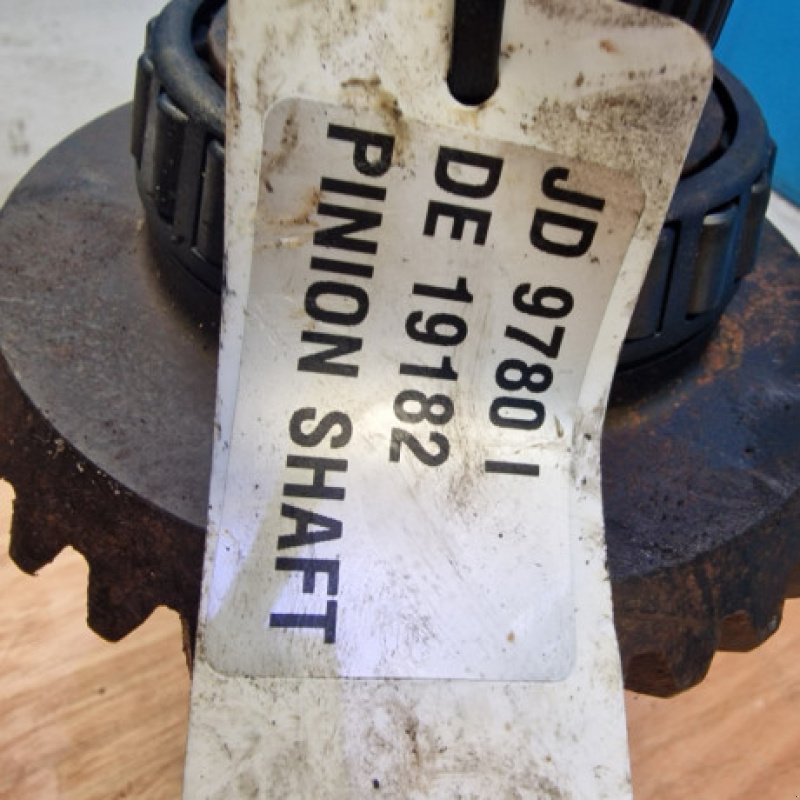 JD 9780 I
DE 19182
PINION SHAFT